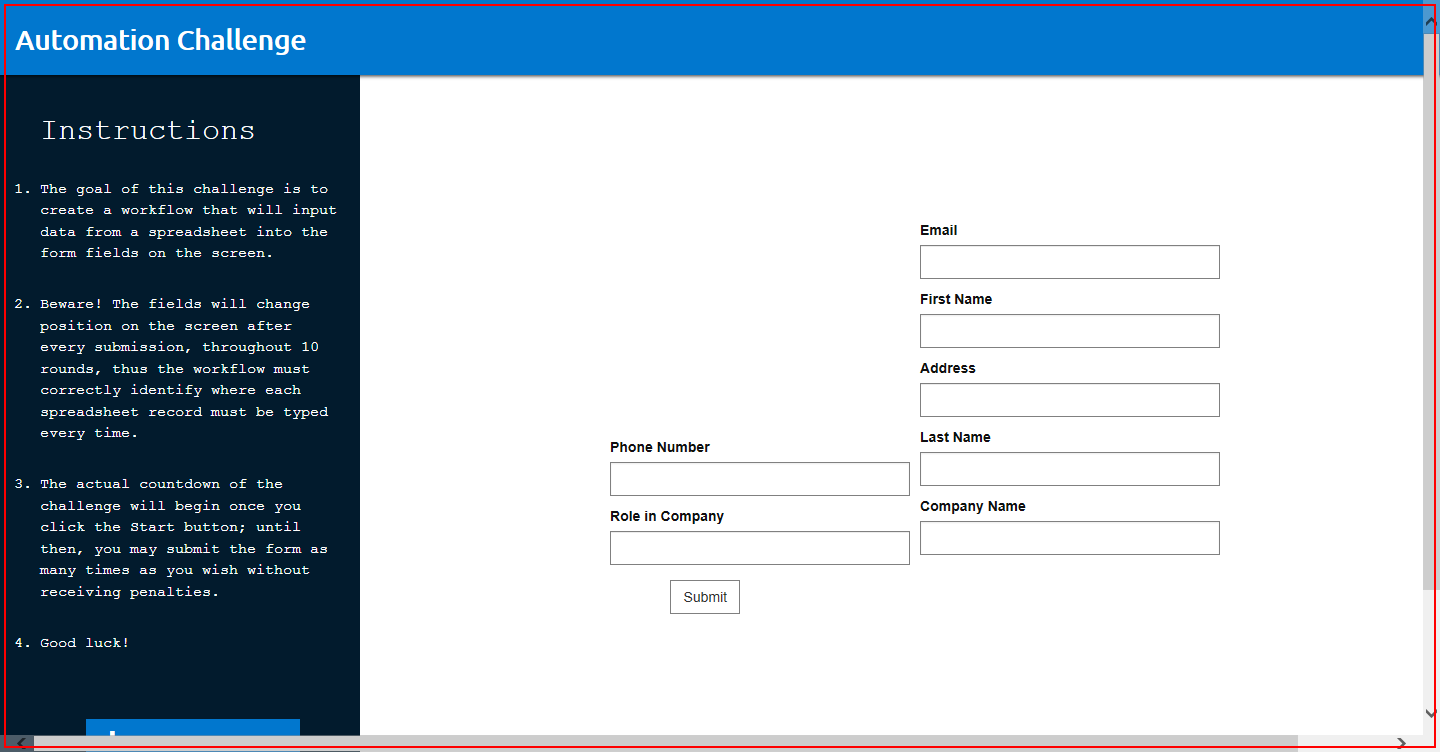 Automation Challenge
Instructions
1. The goal of this challenge is to
create a workflow that will input
data from a spreadsheet into the
form fields on the screen.
2. Beware! The fields will change
position on the screen after
every submission, throughout 10
rounds, thus the workflow must
correctly identify where each
spreadsheet record must be typed
every time.
3. The actual countdown of the
challenge will begin once you
click the Start button; until
then, you may submit the form as
many times as you wish without
receiving penalties.
4. Good luck!
Email
First Name
Address
Last Name
Company Name
Phone Number
Role in Company
Submit